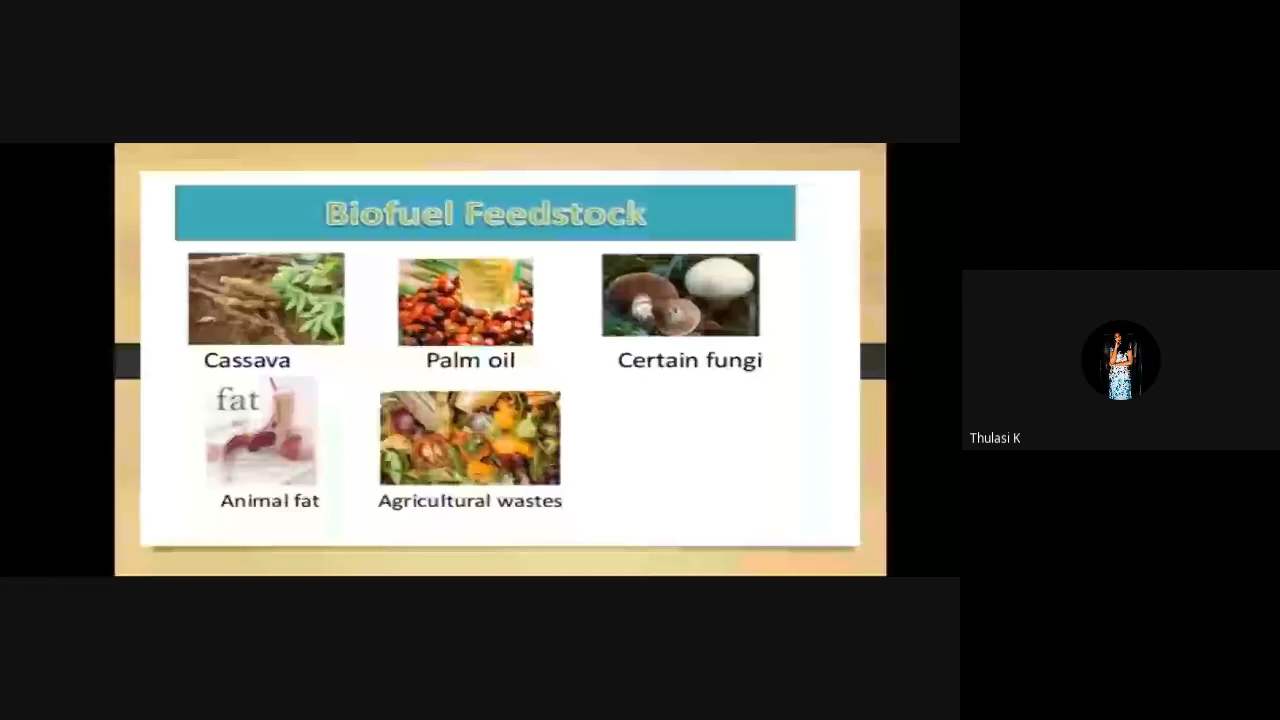 Biofuel Feedstock
Cassava
Palm oil
Certain fungi
fat
Animal fat
Agricultural wastes
Thulasi K